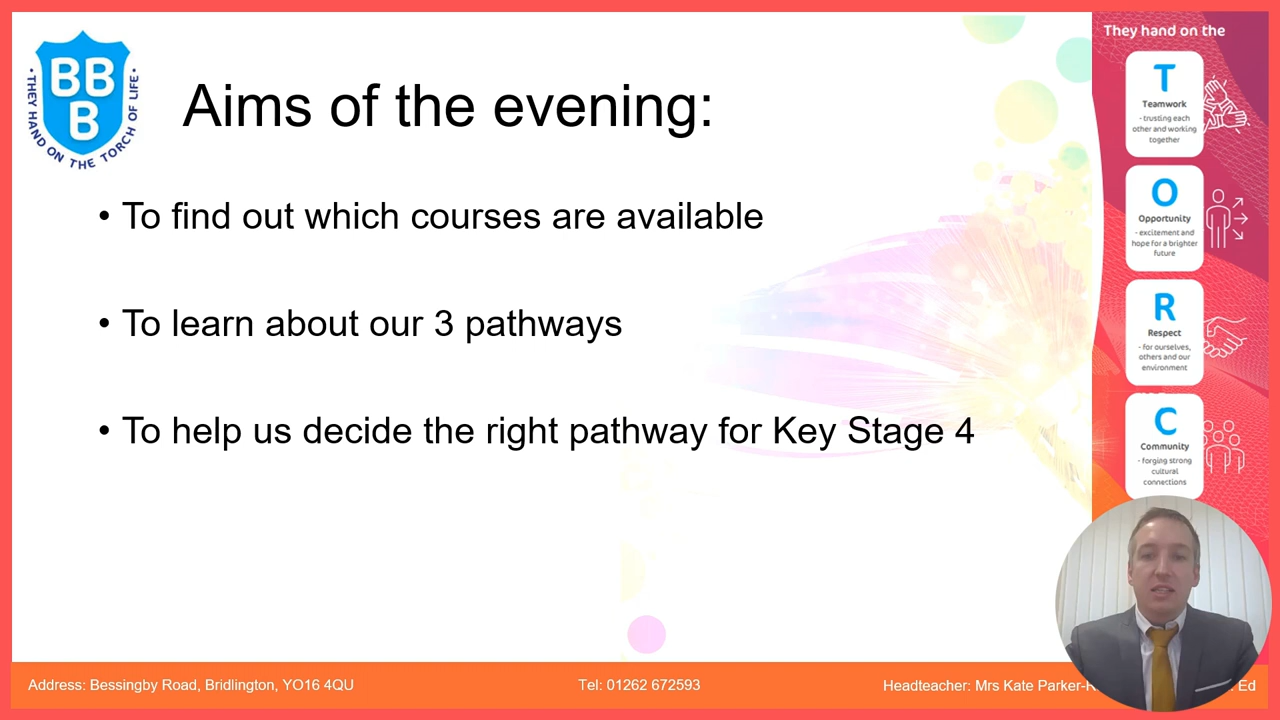 BB
B
THEY HAND ON THE TORCH OF LIFE
Aims of the evening:
• To find out which courses are available
• To learn about our 3 pathways
• To help us decide the right pathway for Key Stage 4
They hand on the
T
Teamwork
- trusting each
other and working
together
O
Opportunity
- excitement and
hope for a brighter
future
R
Respect
- for ourselves,
others and our
environment
C
Community
- forging strong
cultural
connections
Address: Bessingby Road, Bridlington, YO16 4QU
Tel: 01262 672593
Headteacher: Mrs Kate Parker-
Ed